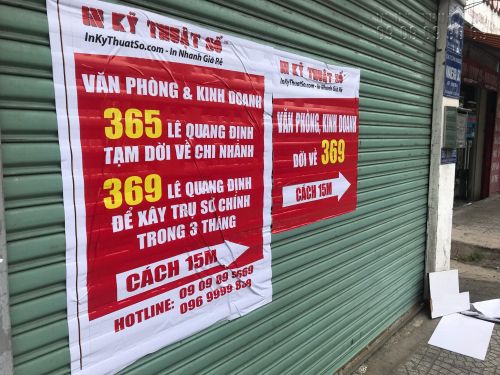 IN KỸ THUẬT SỐ
InKyThuatSo.com - In Nhanh Giá Rẻ
VĂN PHÒNG & KINH DOANH
365 LÊ QUANG ĐỊNH
TẠM DỜI VỀ CHI NHÁNH
369 LÊ QUANG ĐỊNH
ĐỂ XÂY TRỤ SỞ CHÍNH
TRONG 3 THÁNG
CÁCH 15M
HOTLINE: 09 09 09 9669
096 9999
IN KỸ THUẬT SỐ
InKyThuatSo.com - In Nhanh Giá Rẻ
VĂN PHÒNG, KINH DOANH
DỜI VỀ 369
CÁCH 15M